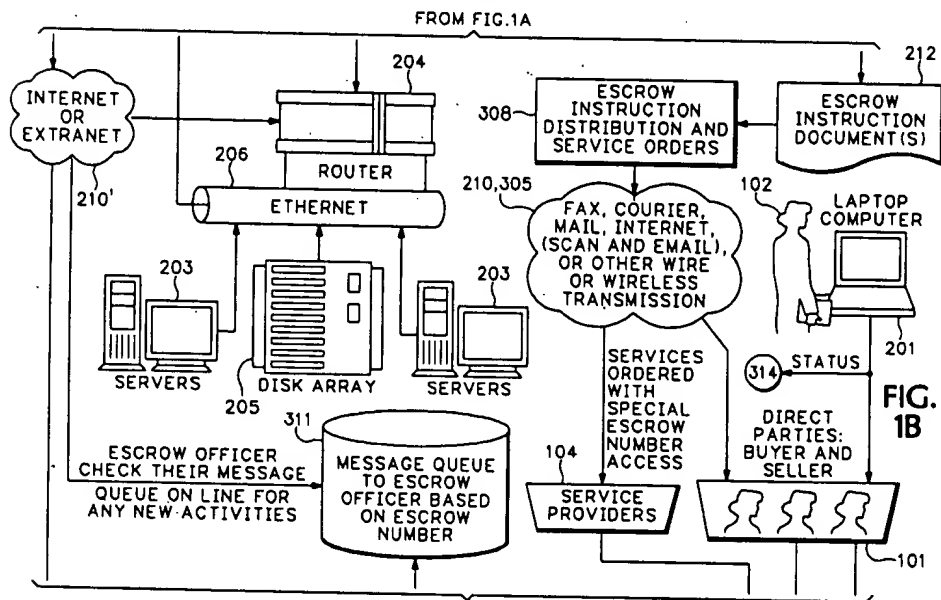 FROM FIG.1A
INTERNET
OR
EXTRANET
210'
204
ROUTER
206
ETHERNET
203
SERVERS
205
DISK ARRAY
203
SERVERS
308
ESCROW
INSTRUCTION
DISTRIBUTION AND
SERVICE ORDERS
212
ESCROW
INSTRUCTION
DOCUMENT(S)
210,305
FAX, COURIER,
MAIL, INTERNET,
(SCAN AND EMAIL),
OR OTHER WIRE
OR WIRELESS
TRANSMISSION
102
LAPTOP
COMPUTER
201
314
STATUS
FIG.
1B
SERVICES
ORDERED
WITH
SPECIAL
ESCROW
NUMBER
ACCESS
DIRECT
PARTIES:
BUYER AND
SELLER
311
ESCROW OFFICER
CHECK THEIR MESSAGE
QUEUE ON LINE FOR
ANY NEW ACTIVITIES
MESSAGE QUEUE
TO ESCROW
OFFICER BASED
ON ESCROW
NUMBER
104
SERVICE
PROVIDERS
101